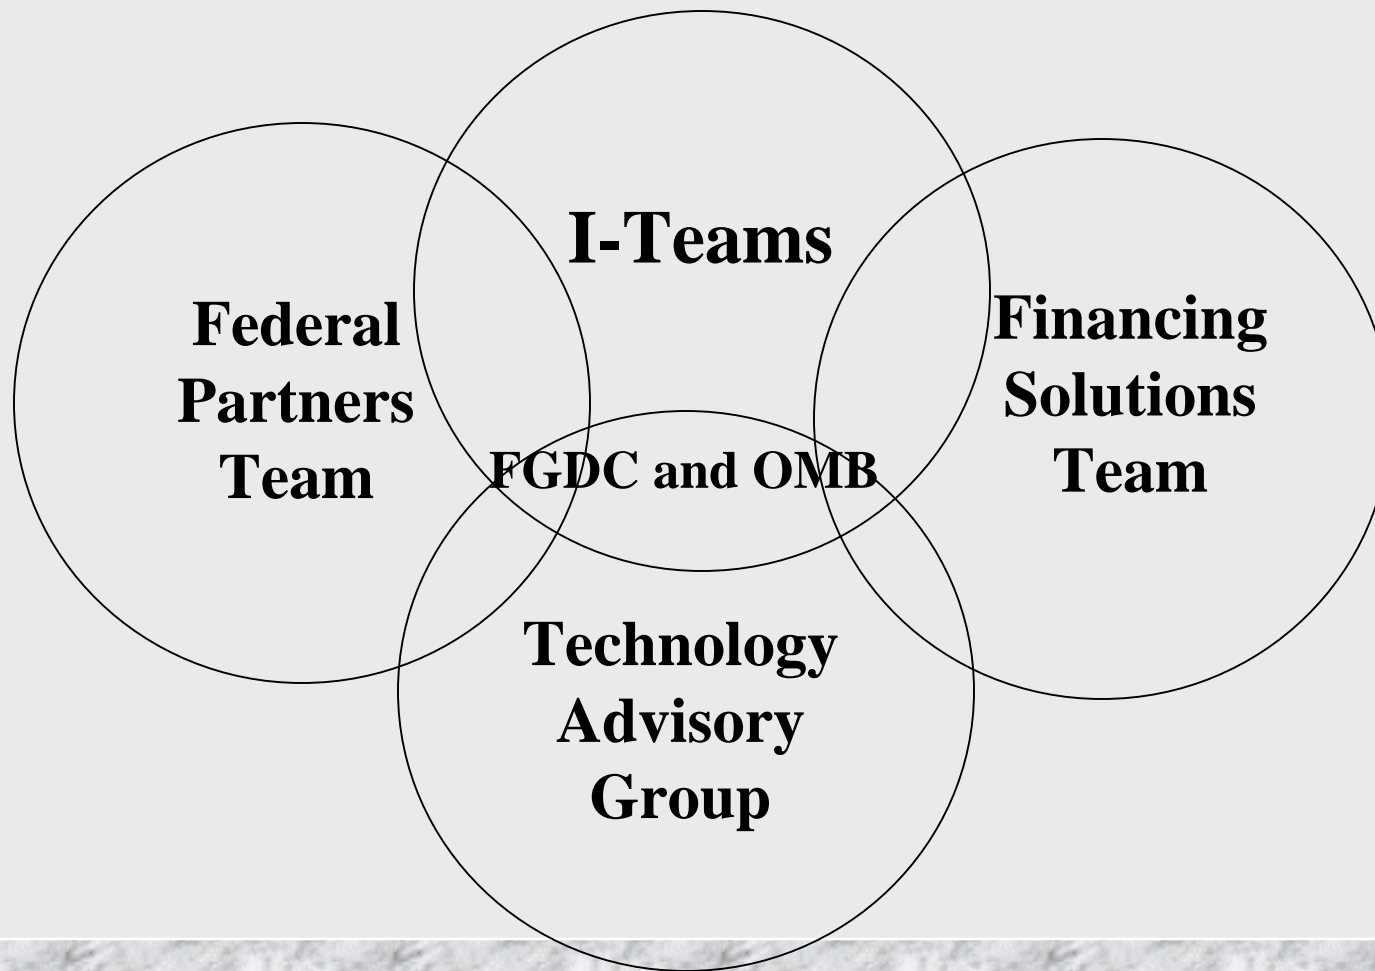 I-Teams
Federal
Partners
Team
Financing
Solutions
Team
FGDC and OMB
Technology
Advisory
Group